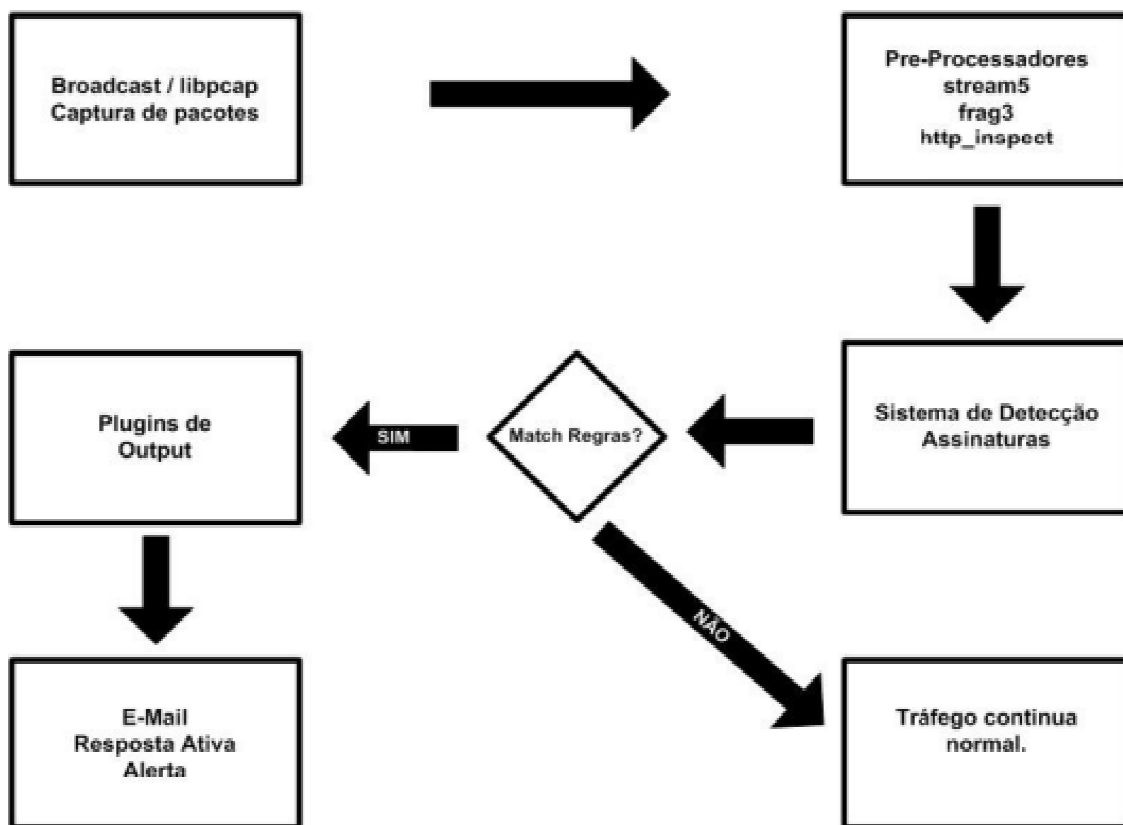 Broadcast / libpcap
Captura de pacotes
Pre-Processadores
stream5
frag3
http_inspect
Sistema de Detecção
Assinaturas
Match Regras?
SIM
Plugins de
Output
NÃO
E-Mail
Resposta Ativa
Alerta
Tráfego continua
normal.